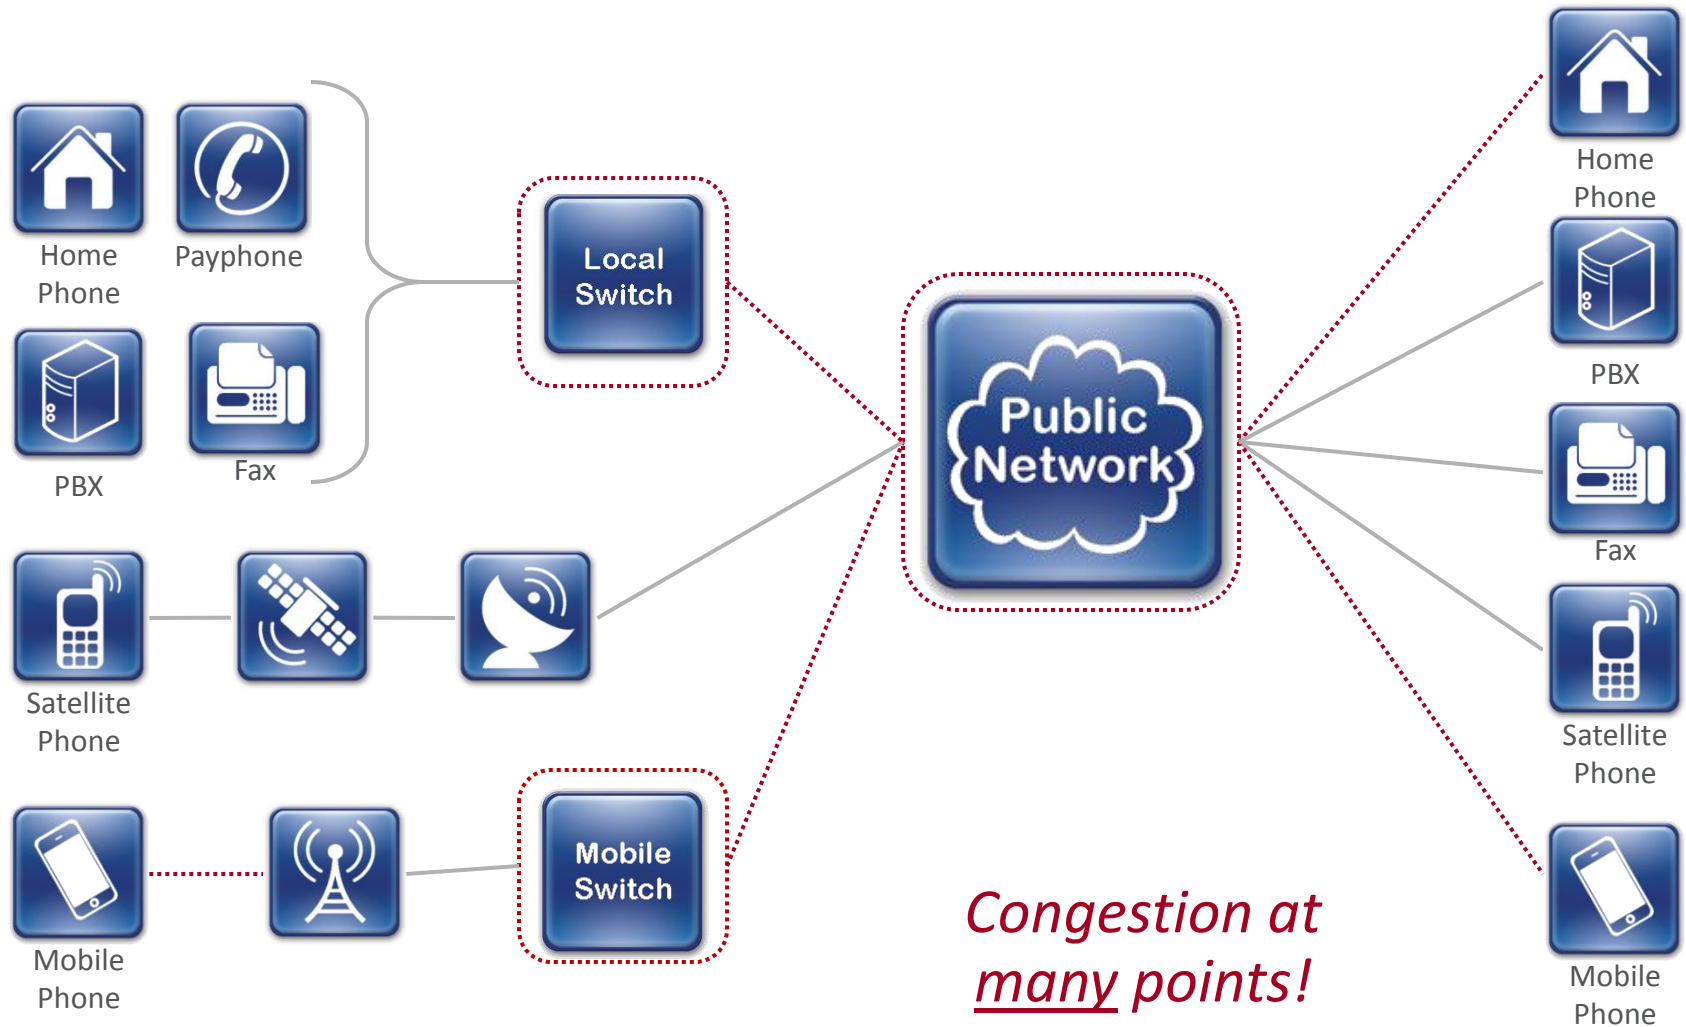 Home
Phone
Payphone
PBX
Fax
Local
Switch
Satellite
Phone
Mobile
Phone
Mobile
Switch
Public
Network
Congestion at
many points!
Home
Phone
PBX
Fax
Satellite
Phone
Mobile
Phone